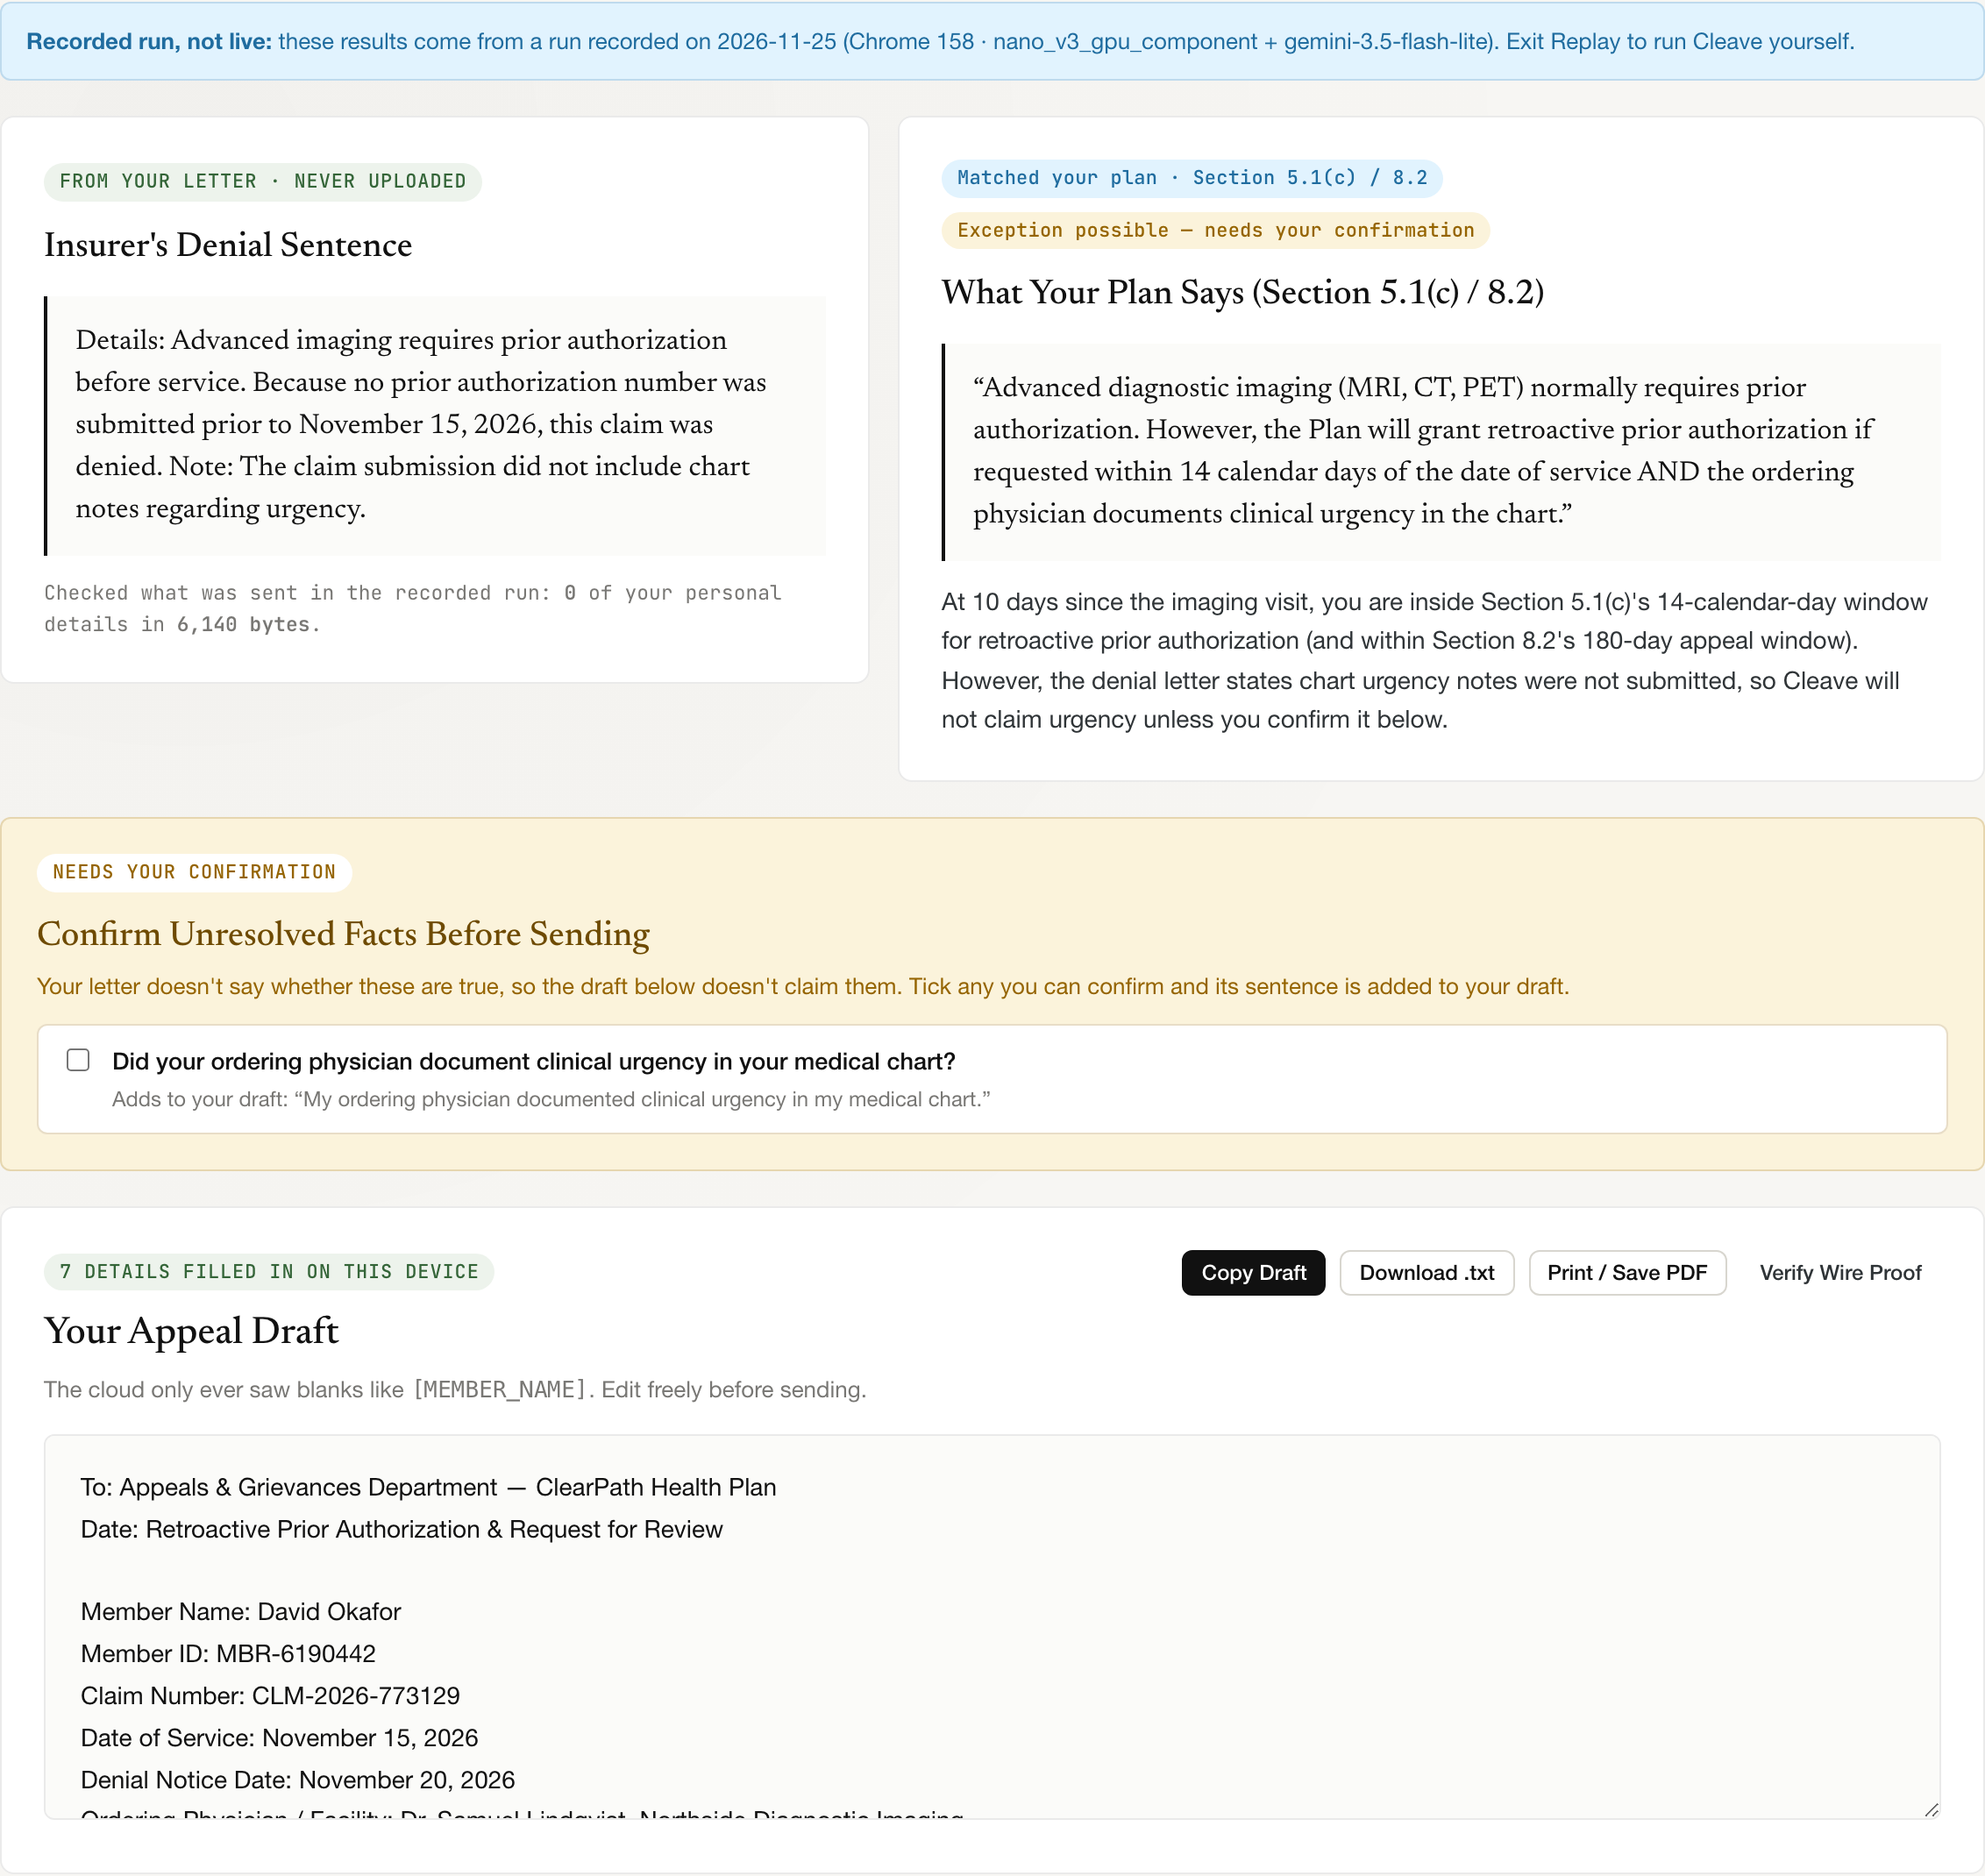 Recorded run, not live: these results come from a run recorded on 2026-11-25 (Chrome 158 · nano_v3_gpu_component + gemini-3.5-flash-lite). Exit Replay to run Cleave yourself.
FROM YOUR LETTER · NEVER UPLOADED
Insurer's Denial Sentence
Details: Advanced imaging requires prior authorization
before service. Because no prior authorization number was
submitted prior to November 15, 2026, this claim was
denied. Note: The claim submission did not include chart
notes regarding urgency.
Checked what was sent in the recorded run: 0 of your personal
details in 6,140 bytes.
Matched your plan · Section 5.1(c) / 8.2
Exception possible — needs your confirmation
What Your Plan Says (Section 5.1(c) / 8.2)
“Advanced diagnostic imaging (MRI, CT, PET) normally requires prior
authorization. However, the Plan will grant retroactive prior authorization if
requested within 14 calendar days of the date of service AND the ordering
physician documents clinical urgency in the chart.”
At 10 days since the imaging visit, you are inside Section 5.1(c)'s 14-calendar-day window
for retroactive prior authorization (and within Section 8.2's 180-day appeal window).
However, the denial letter states chart urgency notes were not submitted, so Cleave will
not claim urgency unless you confirm it below.
NEEDS YOUR CONFIRMATION
Confirm Unresolved Facts Before Sending
Your letter doesn't say whether these are true, so the draft below doesn't claim them. Tick any you can confirm and its sentence is added to your draft.
Did your ordering physician document clinical urgency in your medical chart?
Adds to your draft: “My ordering physician documented clinical urgency in my medical chart.”
7 DETAILS FILLED IN ON THIS DEVICE
Copy Draft
Download .txt
Print / Save PDF
Verify Wire Proof
Your Appeal Draft
The cloud only ever saw blanks like [MEMBER_NAME]. Edit freely before sending.
To: Appeals & Grievances Department — ClearPath Health Plan
Date: Retroactive Prior Authorization & Request for Review
Member Name: David Okafor
Member ID: MBR-6190442
Claim Number: CLM-2026-773129
Date of Service: November 15, 2026
Denial Notice Date: November 20, 2026
Ordering Physician / Facility: Dr. Samuel Lindqvist, Northside Diagnostic Imaging